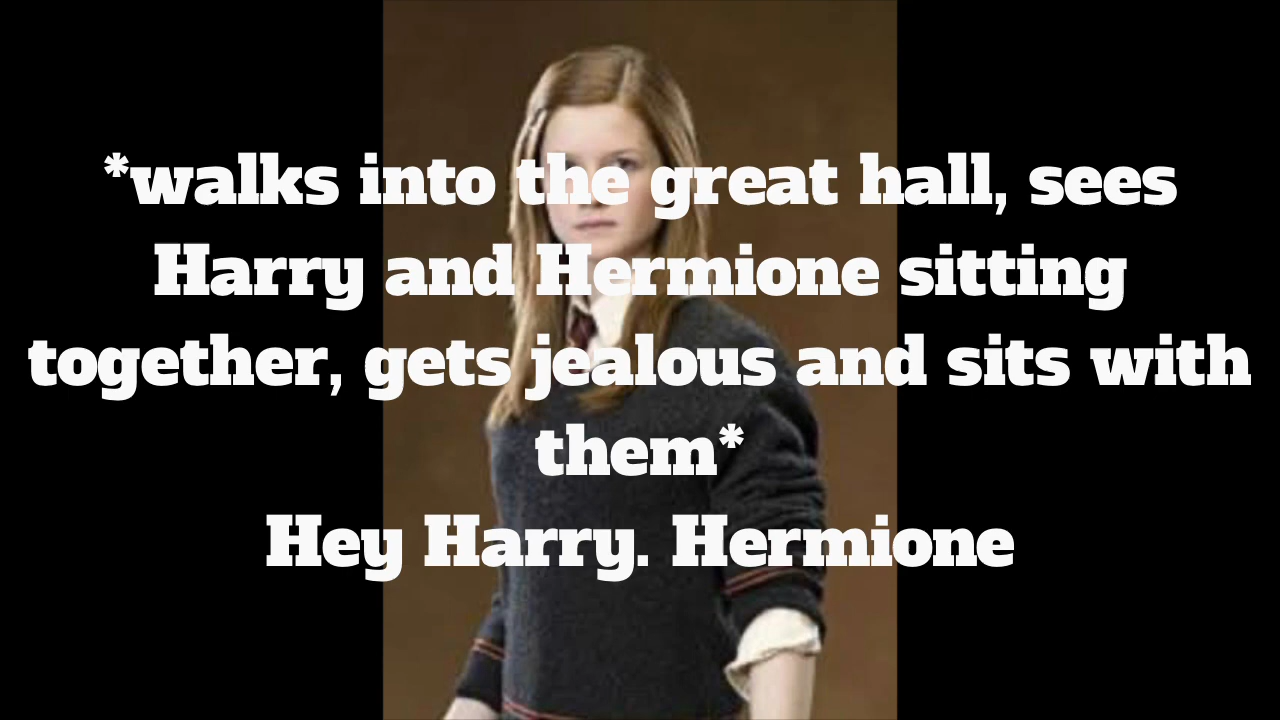 *walks into the great hall, sees
Harry and Hermione sitting
together, gets jealous and sits with
them*
Hey Harry. Hermione